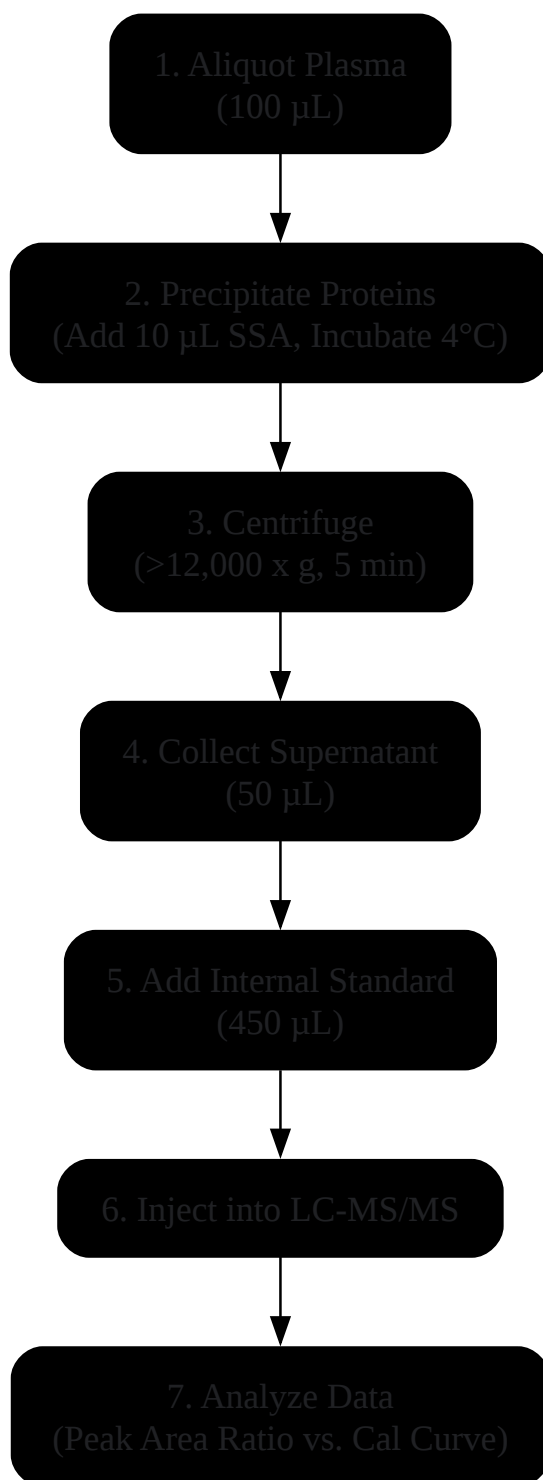 1. Aliquot Plasma
(100 µL)
2. Precipitate Proteins
(Add 10 µL SSA, Incubate 4°C)
3. Centrifuge
(>12,000 x g, 5 min)
4. Collect Supernatant
(50 µL)
5. Add Internal Standard
(450 µL)
6. Inject into LC-MS/MS
7. Analyze Data
(Peak Area Ratio vs. Cal Curve)